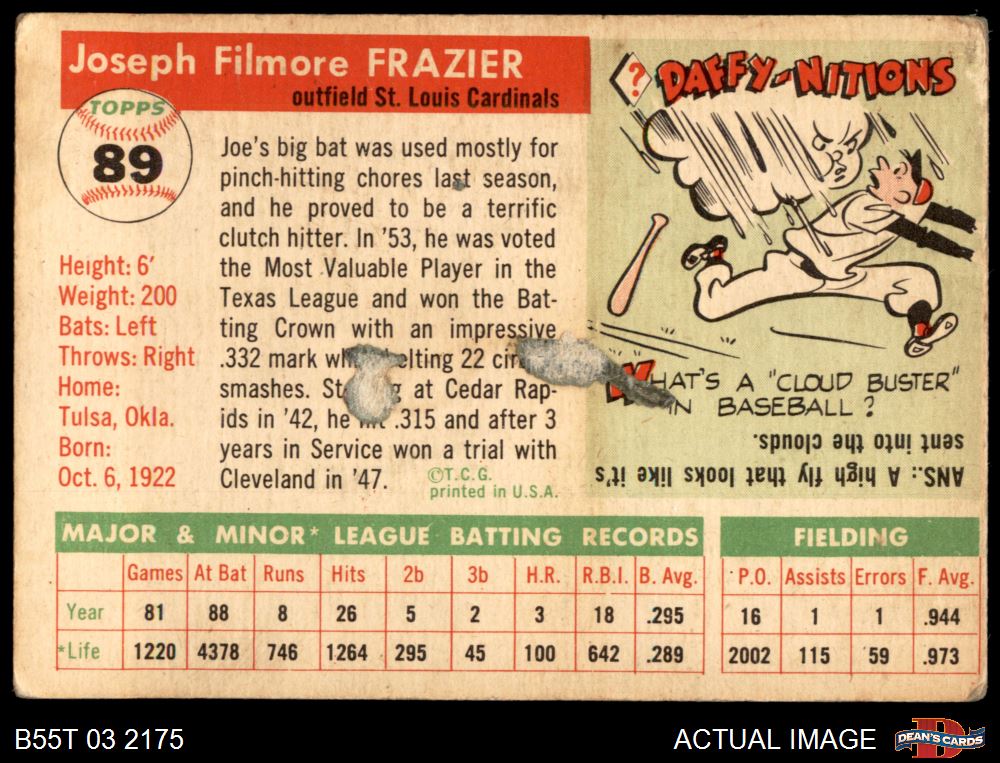 Joseph Filmore FRAZIER
outfield St. Louis Cardinals
TOPPS
89
Height: 6'
Weight: 200
Bats: Left
Throws: Right
Home:
Tulsa, Okla.
Born:
Oct. 6, 1922
Joe's big bat was used mostly for
pinch-hitting chores last season,
and he proved to be a terrific
clutch hitter. In '53, he was voted
the Most Valuable Player in the
Texas League and won the Bat-
ting Crown with an impressive
.332 mark elting 22
smashes. at Cedar Rap-
ids in '42, he hit .315 and after 3
years in Service won a trial with
Cleveland in '47.
©T.C.G.
printed in U.S.A.
?
DAFFY-NITIONS
WHAT'S A "CLOUD BUSTER"
IN BASEBALL?
ANS.: A high fly that looks like it's
sent into the clouds.
MAJOR & MINOR* LEAGUE BATTING RECORDS
Games At Bat Runs Hits 2b 3b H.R. R.B.I. B. Avg.
Year 81 88 8 26 5 2 3 18 .295
*Life 1220 4378 746 1264 295 45 100 642 .289
FIELDING
P.O. Assists Errors F. Avg.
16 1 1 .944
2002 115 59 .973
B55T 03 2175
ACTUAL IMAGE
DEAN'S CARDS